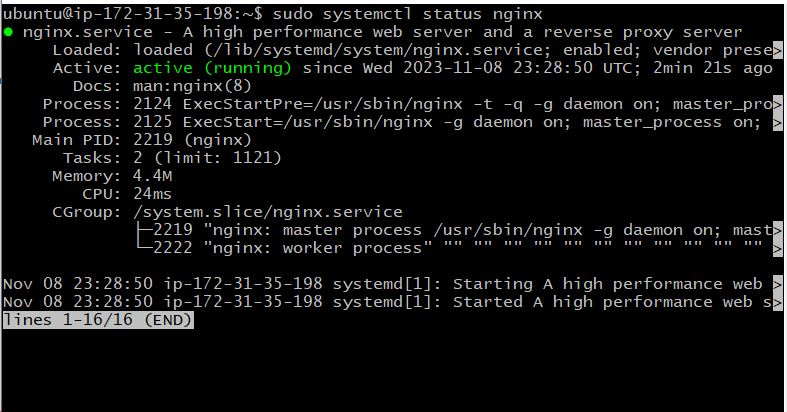 ubuntu@ip-172-31-35-198:~$ sudo systemctl status nginx
● nginx.service - A high performance web server and a reverse proxy server
     Loaded: loaded (/lib/systemd/system/nginx.service; enabled; vendor prese>
     Active: active (running) since Wed 2023-11-08 23:28:50 UTC; 2min 21s ago
       Docs: man:nginx(8)
    Process: 2124 ExecStartPre=/usr/sbin/nginx -t -q -g daemon on; master_pro>
    Process: 2125 ExecStart=/usr/sbin/nginx -g daemon on; master_process on; >
   Main PID: 2219 (nginx)
      Tasks: 2 (limit: 1121)
     Memory: 4.4M
        CPU: 24ms
     CGroup: /system.slice/nginx.service
             ├─2219 "nginx: master process /usr/sbin/nginx -g daemon on; mast>
             └─2222 "nginx: worker process" "" "" "" "" "" "" "" "" "" "" "" >

Nov 08 23:28:50 ip-172-31-35-198 systemd[1]: Starting A high performance web >
Nov 08 23:28:50 ip-172-31-35-198 systemd[1]: Started A high performance web s>
lines 1-16/16 (END)